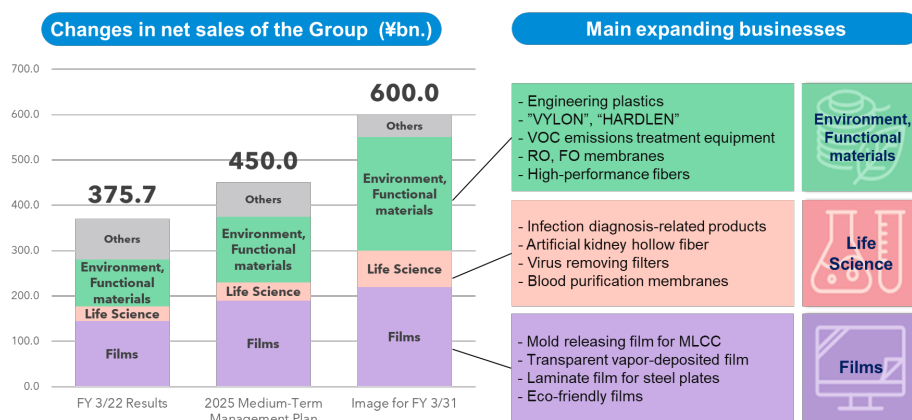 Changes in net sales of the Group (¥bn.)
Main expanding businesses
700.0
600.0
500.0
400.0
300.0
200.0
100.0
0.0
375.7
Others
Environment,
Functional
materials
Life Science
Films
FY 3/22 Results
450.0
Others
Environment,
Functional
materials
Life Science
Films
2025 Medium-Term
Management Plan
600.0
Others
Environment,
Functional
materials
Life Science
Films
Image for FY 3/31
- Engineering plastics
- "VYLON", “HARDLEN”
- VOC emissions treatment equipment
- RO, FO membranes
- High-performance fibers
Environment,
Functional
materials
- Infection diagnosis-related products
- Artificial kidney hollow fiber
- Virus removing filters
- Blood purification membranes
Life
Science
- Mold releasing film for MLCC
- Transparent vapor-deposited film
- Laminate film for steel plates
- Eco-friendly films
Films